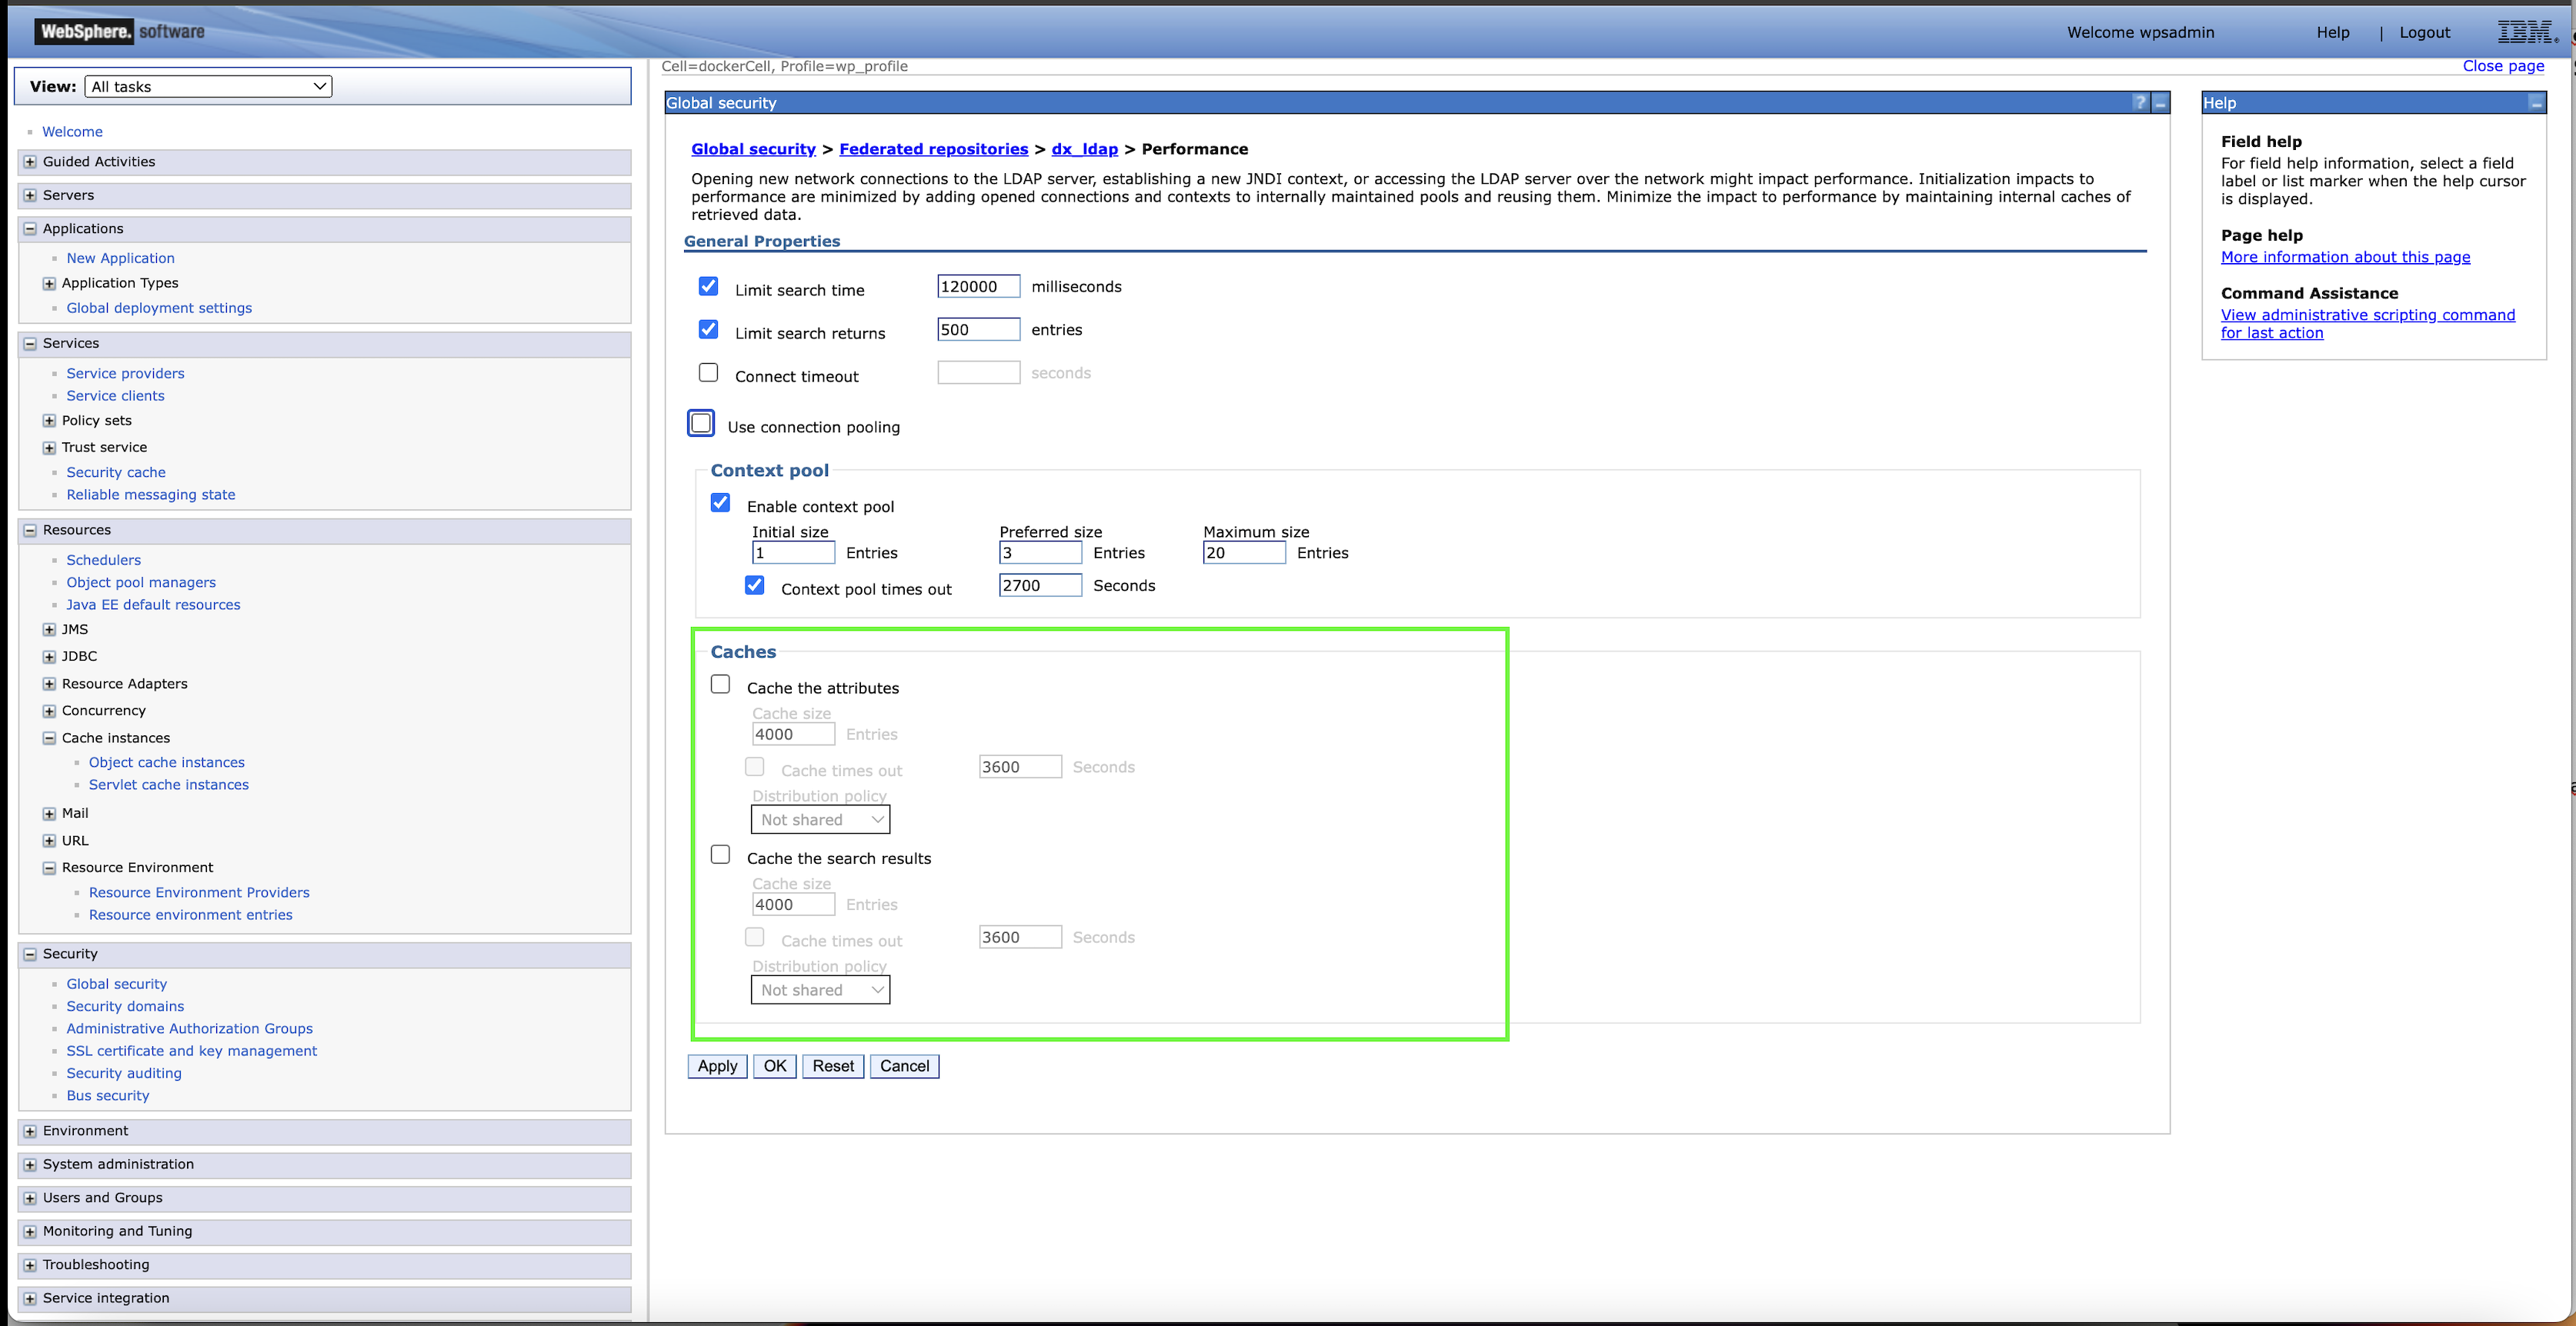 WebSphere. software
Welcome wpsadmin Help | Logout IBM
View: All tasks
Welcome
Guided Activities
Servers
Applications
New Application
Application Types
Global deployment settings
Services
Service providers
Service clients
Policy sets
Trust service
Security cache
Reliable messaging state
Resources
Schedulers
Object pool managers
Java EE default resources
JMS
JDBC
Resource Adapters
Concurrency
Cache instances
Object cache instances
Servlet cache instances
Mail
URL
Resource Environment
Resource Environment Providers
Resource environment entries
Security
Global security
Security domains
Administrative Authorization Groups
SSL certificate and key management
Security auditing
Bus security
Environment
System administration
Users and Groups
Monitoring and Tuning
Troubleshooting
Service integration
Cell=dockerCell, Profile=wp_profile
Close page
Global security ?
Global security > Federated repositories > dx_ldap > Performance
Opening new network connections to the LDAP server, establishing a new JNDI context, or accessing the LDAP server over the network might impact performance. Initialization impacts to
performance are minimized by adding opened connections and contexts to internally maintained pools and reusing them. Minimize the impact to performance by maintaining internal caches of
retrieved data.
General Properties
Limit search time 120000 milliseconds
Limit search returns 500 entries
Connect timeout seconds
Use connection pooling
Context pool
Enable context pool
Initial size Preferred size Maximum size
1 Entries 3 Entries 20 Entries
Context pool times out 2700 Seconds
Caches
Cache the attributes
Cache size
4000 Entries
Cache times out 3600 Seconds
Distribution policy
Not shared
Cache the search results
Cache size
4000 Entries
Cache times out 3600 Seconds
Distribution policy
Not shared
Apply OK Reset Cancel
Help
Field help
For field help information, select a field
label or list marker when the help cursor
is displayed.
Page help
More information about this page
Command Assistance
View administrative scripting command
for last action